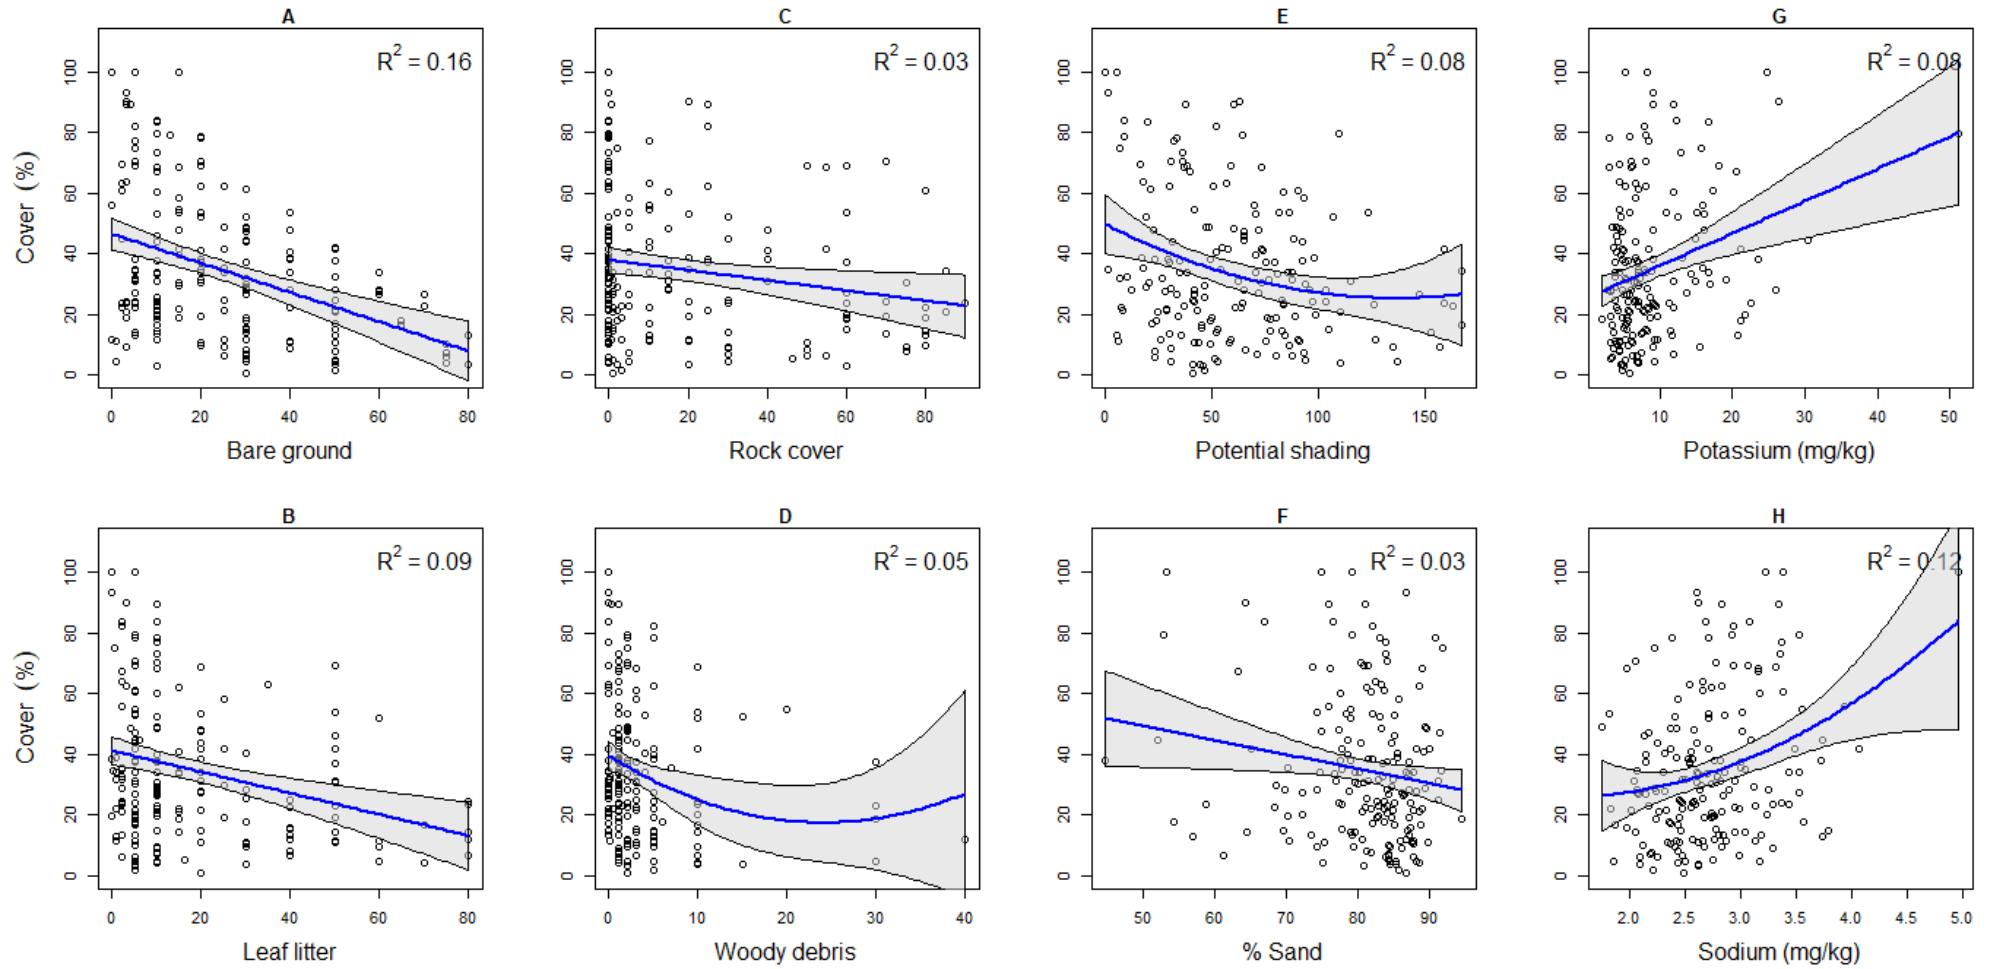 A
R2 = 0.16
Cover (%)
0 20 40 60 80 100
0 20 40 60 80
Bare ground
C
R2 = 0.03
0 20 40 60 80 100
0 20 40 60 80
Rock cover
E
R2 = 0.08
0 20 40 60 80 100
0 50 100 150
Potential shading
G
R2 = 0.08
0 20 40 60 80 100
10 20 30 40 50
Potassium (mg/kg)
B
R2 = 0.09
Cover (%)
0 20 40 60 80 100
0 20 40 60 80
Leaf litter
D
R2 = 0.05
0 20 40 60 80 100
0 10 20 30 40
Woody debris
F
R2 = 0.03
0 20 40 60 80 100
50 60 70 80 90
% Sand
H
R2 = 0.12
0 20 40 60 80 100
2.0 2.5 3.0 3.5 4.0 4.5 5.0
Sodium (mg/kg)